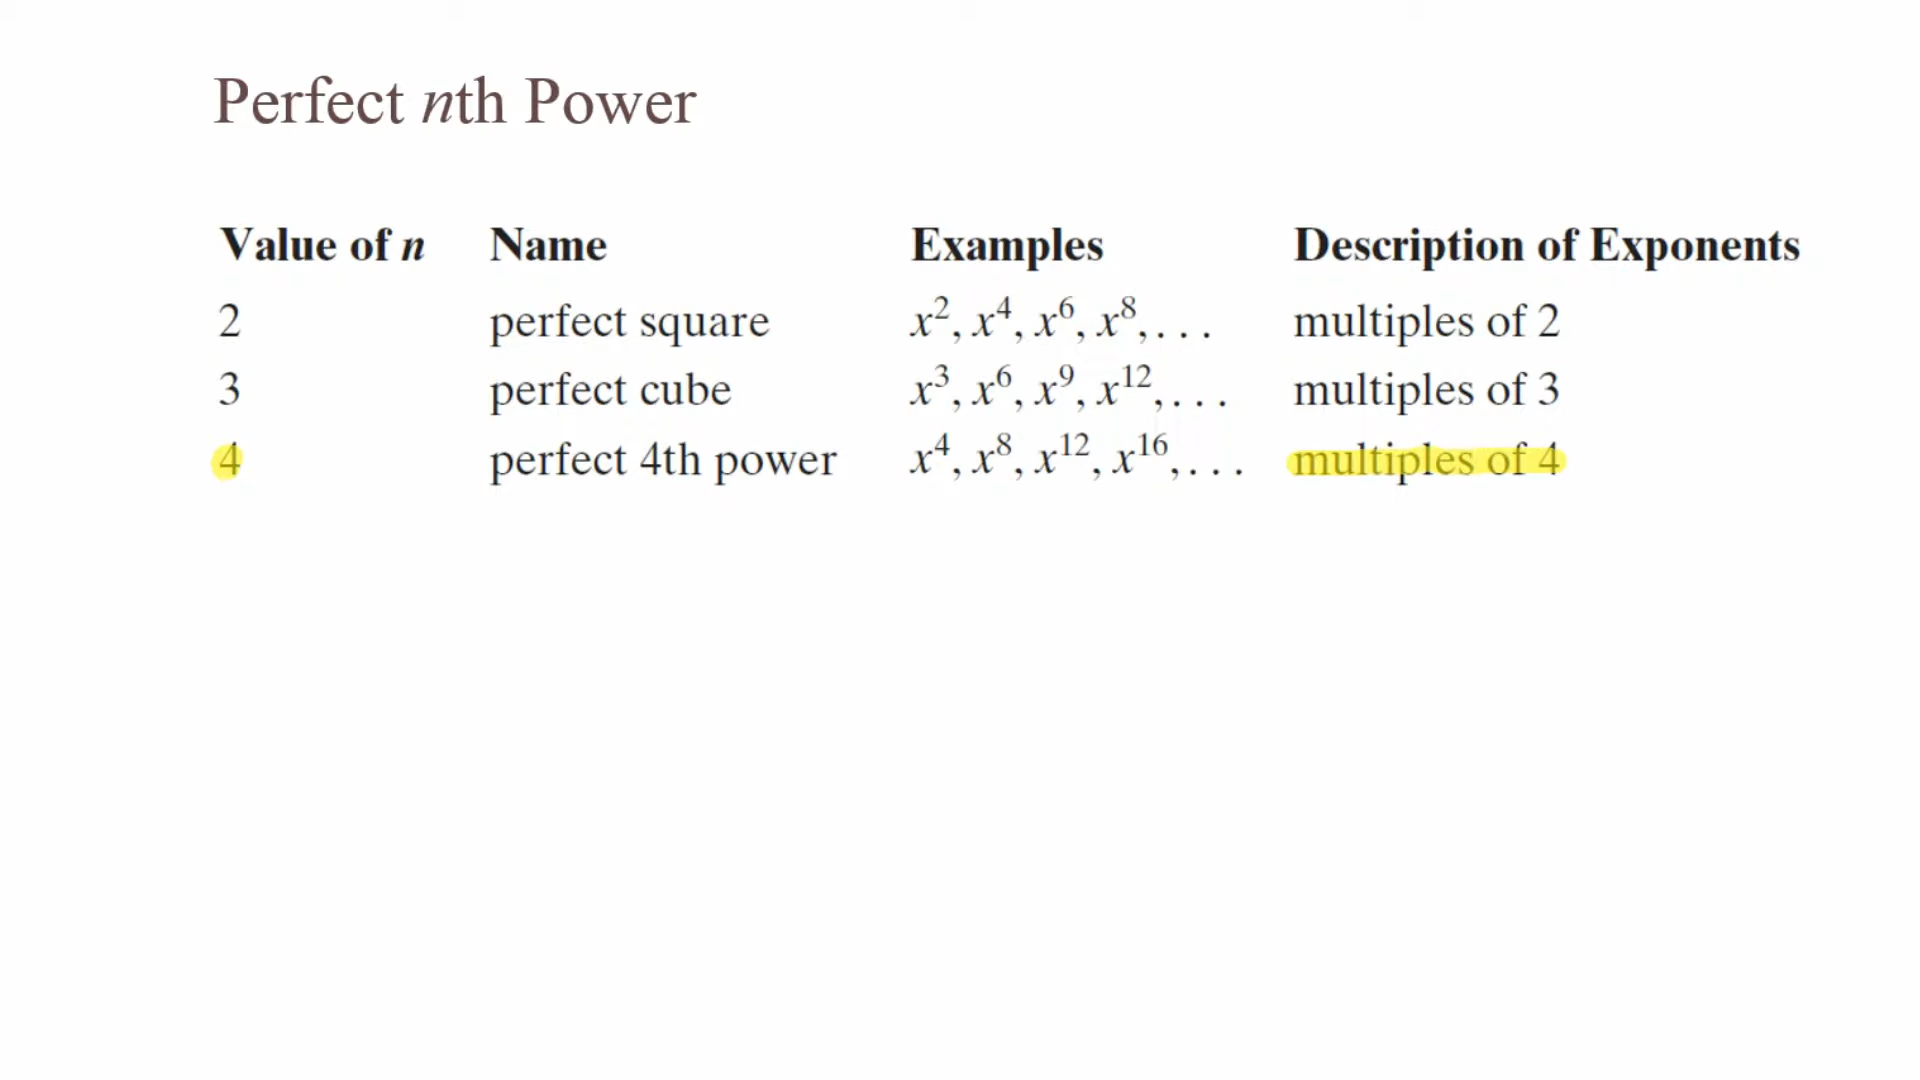 Perfect nth Power
Value of n Name Examples Description of Exponents
2 perfect square x², x⁴, x⁶, x⁸, . . . multiples of 2
3 perfect cube x³, x⁶, x⁹, x¹², . . . multiples of 3
4 perfect 4th power x⁴, x⁸, x¹², x¹⁶, . . . multiples of 4